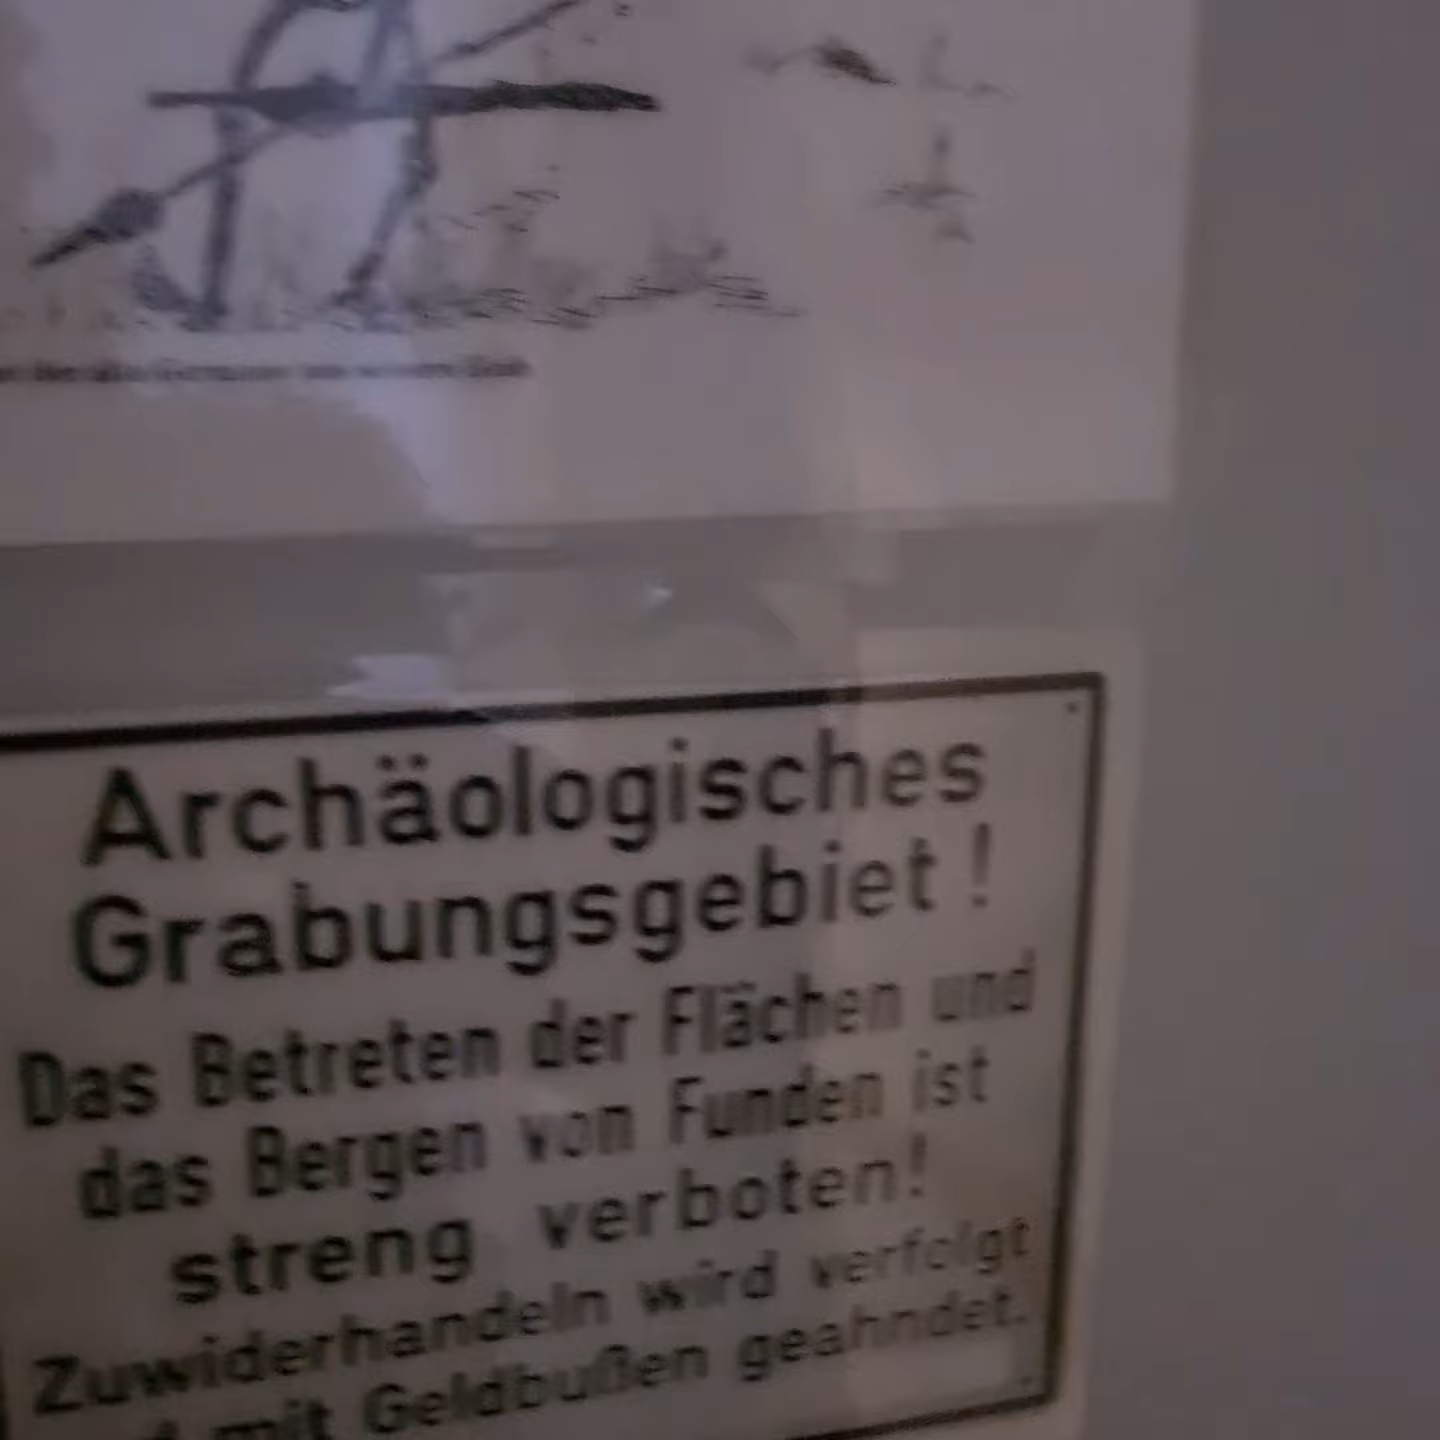 Archäologisches
Grabungsgebiet !
Das Betreten der Flächen und
das Bergen von Funden ist
streng verboten!
Zuwiderhandeln wird verfolgt
mit Geldbußen geahndet.